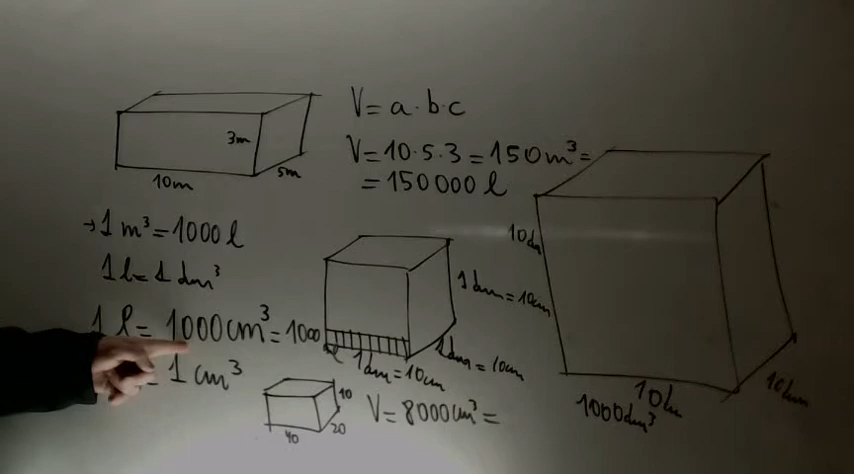 V = a · b · c
3m
5m
10m
V = 10 · 5 · 3 = 150 m³ =
= 150 000 l
→ 1 m³ = 1000 l
1 l = 1 dm³
1 l = 1000 cm³ = 1000
= 1 cm³
1 dm = 10 cm
1 dm = 10 cm
1 dm = 10 cm
10
20
40
V = 8000 cm³ =
10 dm
10 dm
10 dm
1000 dm³